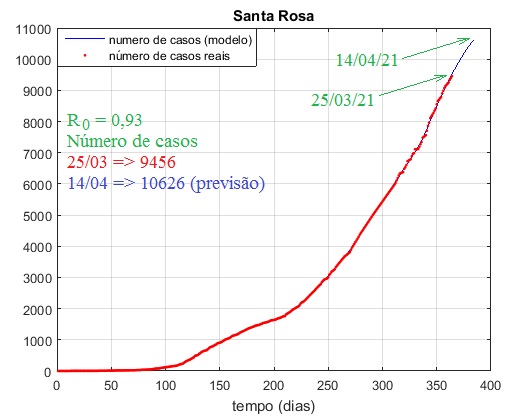 Santa Rosa
numero de casos (modelo)
número de casos reais
14/04/21
25/03/21
R0 = 0,93
Número de casos
25/03 => 9456
14/04 => 10626 (previsão)
11000
10000
9000
8000
7000
6000
5000
4000
3000
2000
1000
0
0 50 100 150 200 250 300 350 400
tempo (dias)